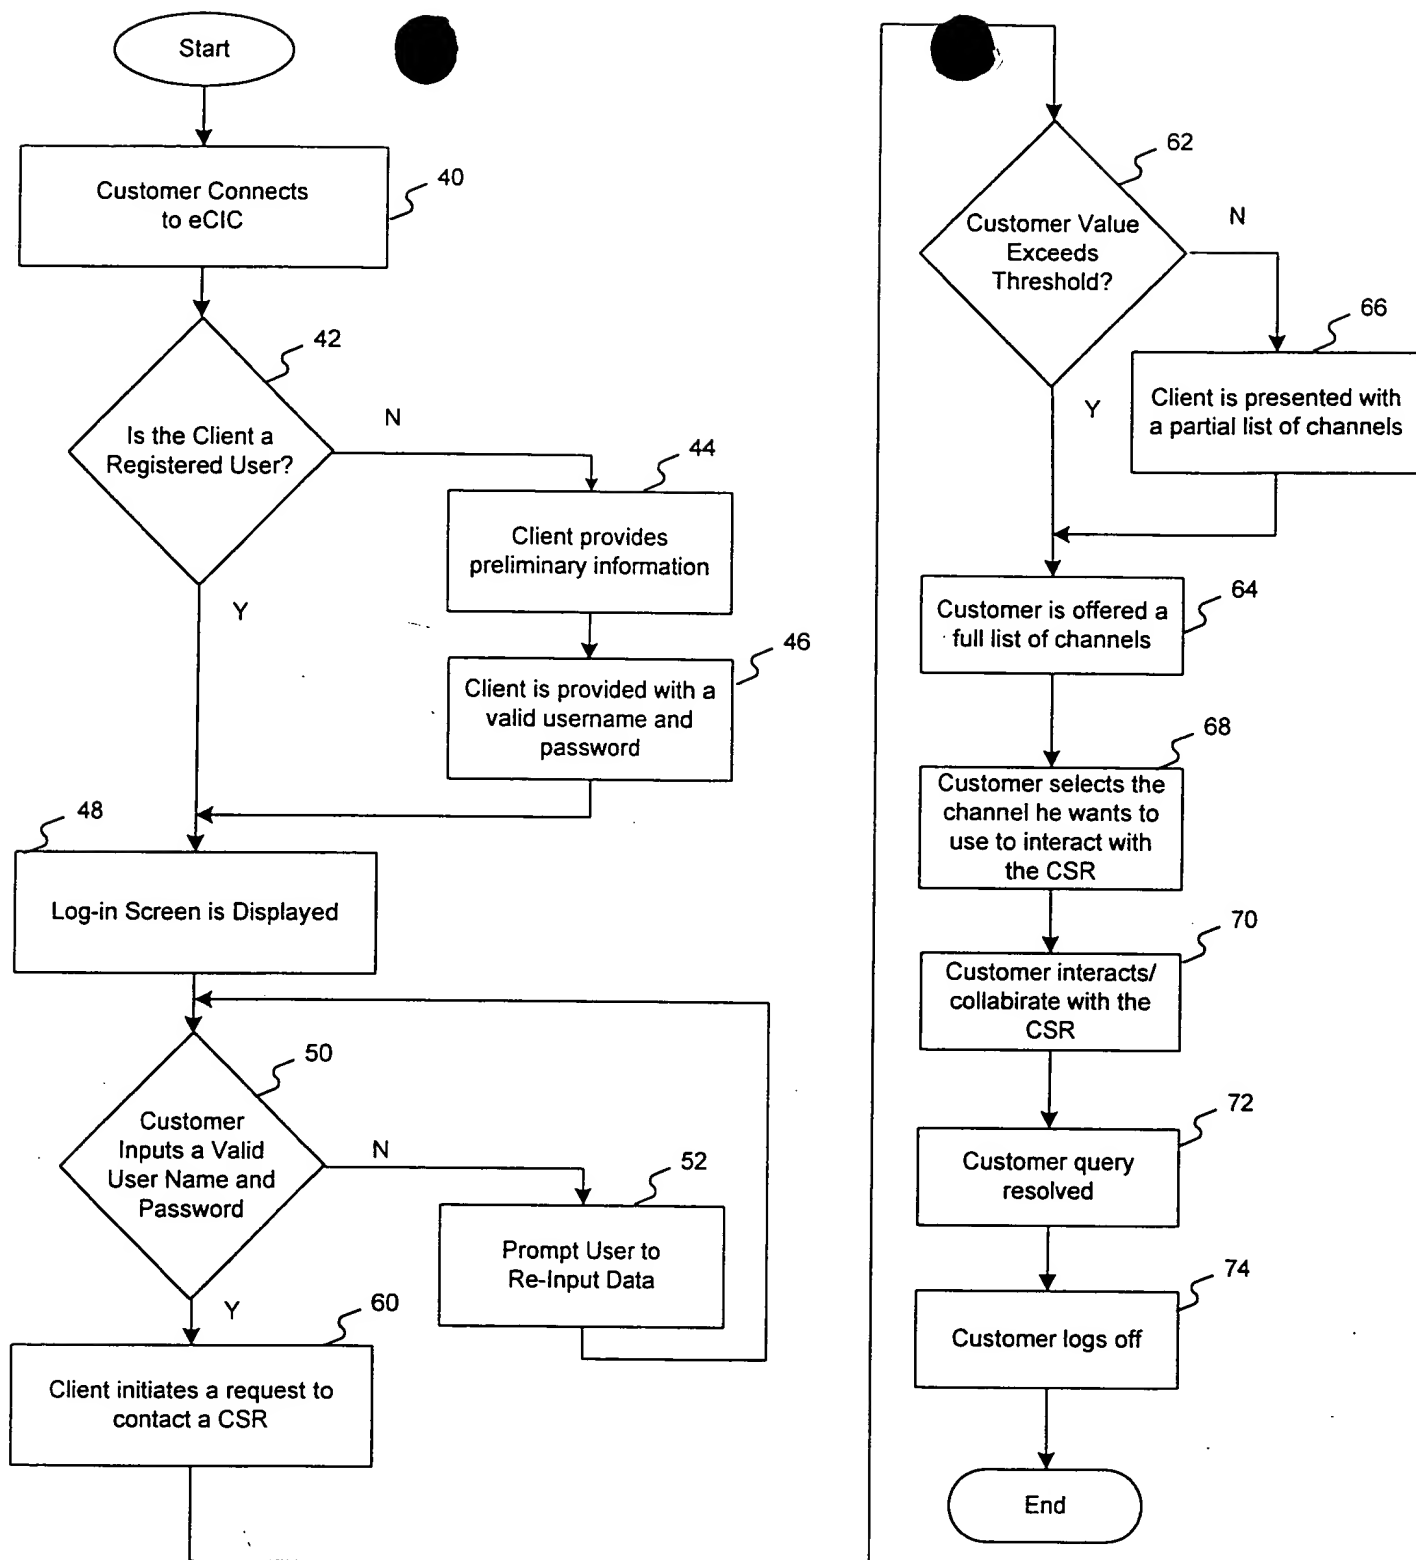 Start
Customer Connects
to eCIC
40
42
Is the Client a
Registered User?
N
Y
44
Client provides
preliminary information
46
Client is provided with a
valid username and
password
48
Log-in Screen is Displayed
50
Customer
Inputs a Valid
User Name and
Password
N
Y
52
Prompt User to
Re-Input Data
60
Client initiates a request to
contact a CSR
62
Customer Value
Exceeds
Threshold?
N
Y
66
Client is presented with
a partial list of channels
64
Customer is offered a
full list of channels
68
Customer selects the
channel he wants to
use to interact with
the CSR
70
Customer interacts/
collabirate with the
CSR
72
Customer query
resolved
74
Customer logs off
End